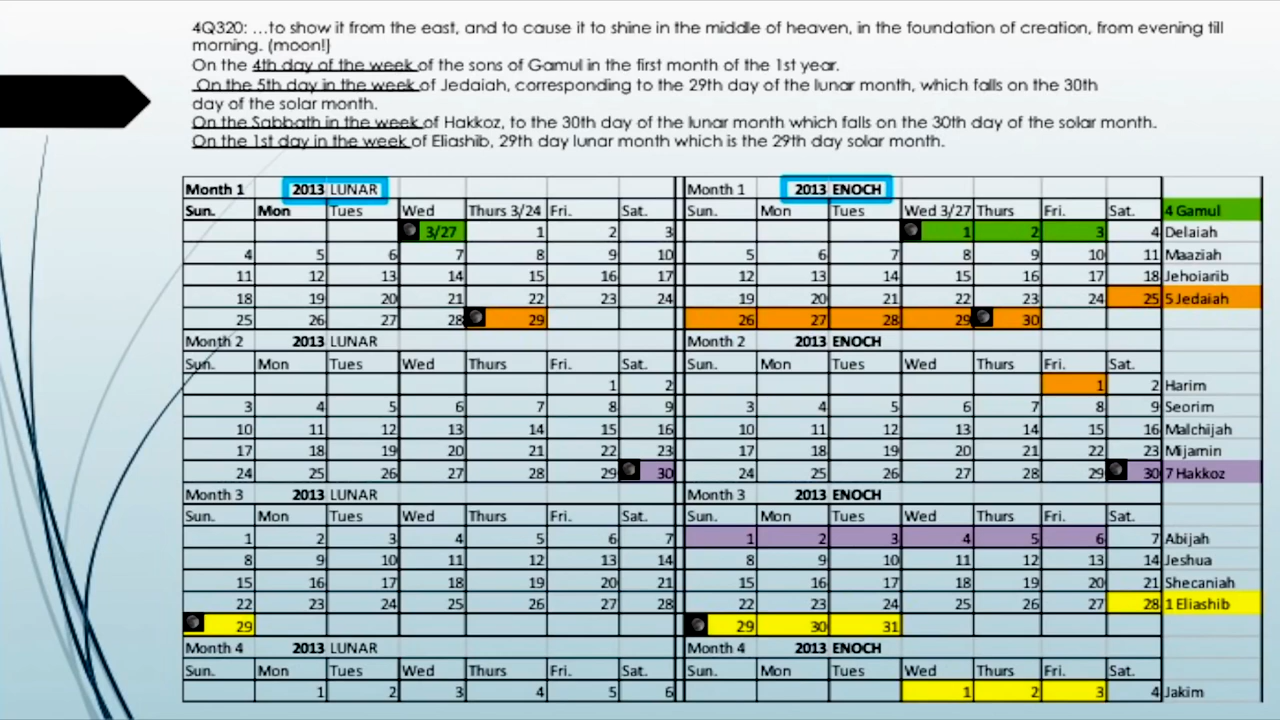 4Q320: …to show it from the east, and to cause it to shine in the middle of heaven, in the foundation of creation, from evening till
morning. (moon!)
On the 4th day of the week of the sons of Gamul in the first month of the 1st year.
On the 5th day in the week of Jedaiah, corresponding to the 29th day of the lunar month, which falls on the 30th
day of the solar month.
On the Sabbath in the week of Hakkoz, to the 30th day of the lunar month which falls on the 30th day of the solar month.
On the 1st day in the week of Eliashib, 29th day lunar month which is the 29th day solar month.
Month 1 2013 LUNAR Month 1 2013 ENOCH
Sun. Mon Tues Wed Thurs 3/24 Fri. Sat. Sun. Mon Tues Wed 3/27 Thurs Fri. Sat. 4 Gamul
3/27 1 2 3 1 2 3 4 Delaiah
4 5 6 7 8 9 10 5 6 7 8 9 10 11 Maaziah
11 12 13 14 15 16 17 12 13 14 15 16 17 18 Jehoiarib
18 19 20 21 22 23 24 19 20 21 22 23 24 25 5 Jedaiah
25 26 27 28 29 26 27 28 29 30
Month 2 2013 LUNAR Month 2 2013 ENOCH
Sun. Mon Tues Wed Thurs Fri. Sat. Sun. Mon Tues Wed Thurs Fri. Sat.
1 2 1 2 Harim
3 4 5 6 7 8 9 3 4 5 6 7 8 9 Seorim
10 11 12 13 14 15 16 10 11 12 13 14 15 16 Malchijah
17 18 19 20 21 22 23 17 18 19 20 21 22 23 Mijamin
24 25 26 27 28 29 30 24 25 26 27 28 29 30 7 Hakkoz
Month 3 2013 LUNAR Month 3 2013 ENOCH
Sun. Mon Tues Wed Thurs Fri. Sat. Sun. Mon Tues Wed Thurs Fri. Sat.
1 2 3 4 5 6 7 1 2 3 4 5 6 7 Abijah
8 9 10 11 12 13 14 8 9 10 11 12 13 14 Jeshua
15 16 17 18 19 20 21 15 16 17 18 19 20 21 Shecaniah
22 23 24 25 26 27 28 22 23 24 25 26 27 28 1 Eliashib
29 29 30 31
Month 4 2013 LUNAR Month 4 2013 ENOCH
Sun. Mon Tues Wed Thurs Fri. Sat. Sun. Mon Tues Wed Thurs Fri. Sat.
1 2 3 4 5 6 1 2 3 4 Jakim